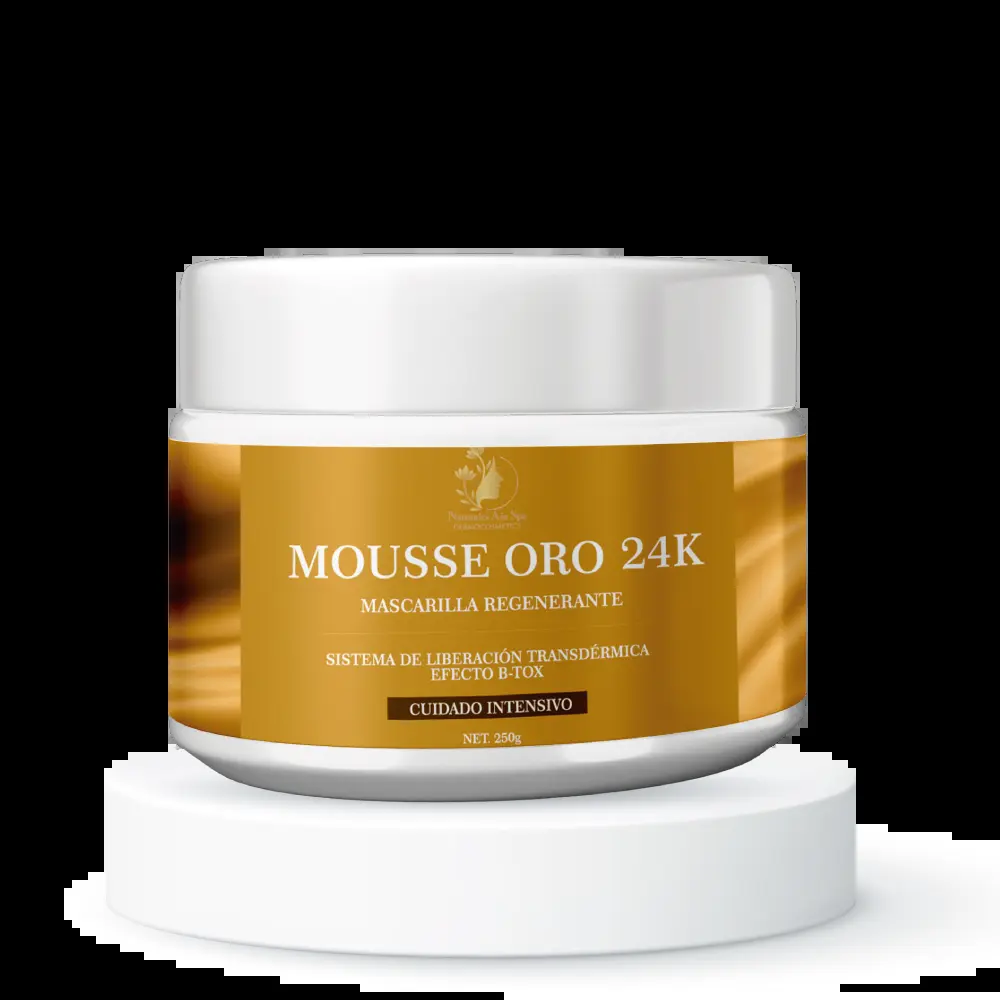 MOUSSE ORO 24K
MASCARILLA REGENERANTE
SISTEMA DE LIBERACIÓN TRANSDÉRMICA
EFECTO B-TOX
CUIDADO INTENSIVO
NET. 250g